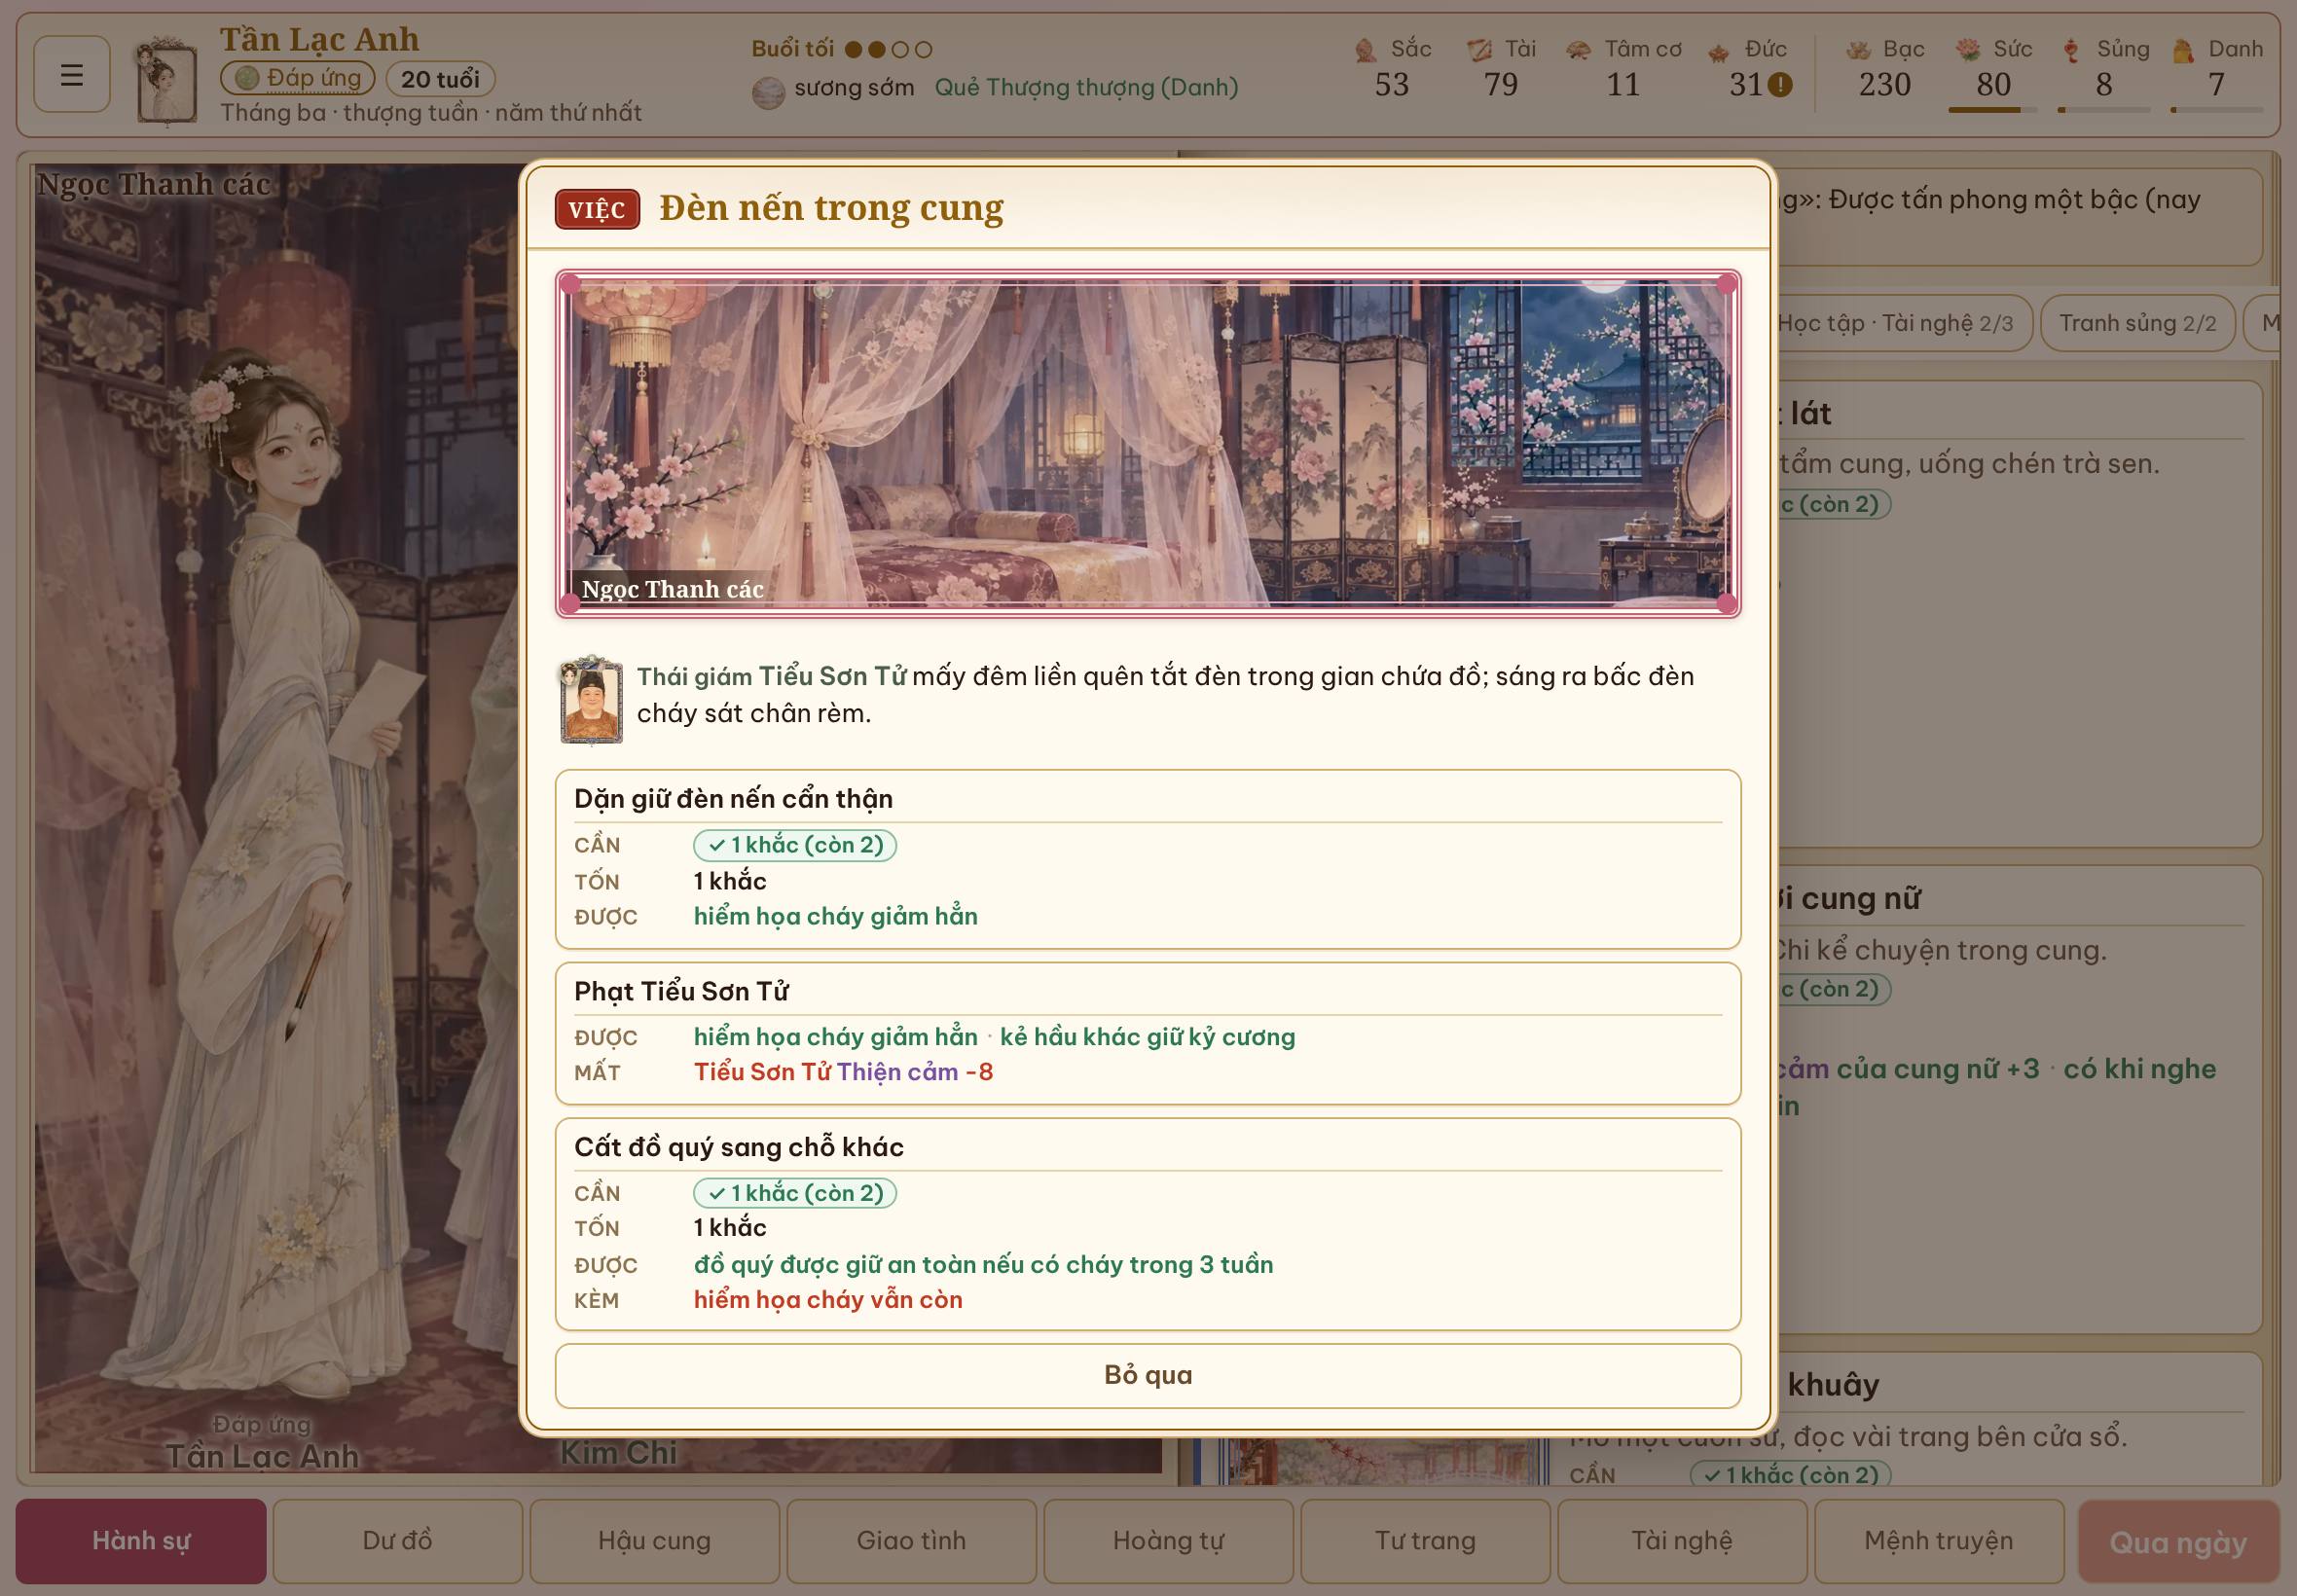 Tần Lạc Anh
Đáp ứng 20 tuổi
Tháng ba · thượng tuần · năm thứ nhất
Buổi tối
sương sớm Quẻ Thượng thượng (Danh)
Sắc Tài Tâm cơ Đức Bạc Sức Sủng Danh
53 79 11 31 ! 230 80 8 7
Ngọc Thanh các
Đáp ứng
Tần Lạc Anh
Kim Chi
VIỆC Đèn nến trong cung
Ngọc Thanh các
Thái giám Tiểu Sơn Tử mấy đêm liền quên tắt đèn trong gian chứa đồ; sáng ra bấc đèn
cháy sát chân rèm.
Dặn giữ đèn nến cẩn thận
CẦN ✓ 1 khắc (còn 2)
TỐN 1 khắc
ĐƯỢC hiểm họa cháy giảm hẳn
Phạt Tiểu Sơn Tử
ĐƯỢC hiểm họa cháy giảm hẳn · kẻ hầu khác giữ kỷ cương
MẤT Tiểu Sơn Tử Thiện cảm -8
Cất đồ quý sang chỗ khác
CẦN ✓ 1 khắc (còn 2)
TỐN 1 khắc
ĐƯỢC đồ quý được giữ an toàn nếu có cháy trong 3 tuần
KÈM hiểm họa cháy vẫn còn
Bỏ qua
»: Được tấn phong một bậc (nay
Học tập · Tài nghệ 2/3 Tranh sủng 2/2
lát
tẩm cung, uống chén trà sen.
(còn 2)
cung nữ
Chi kể chuyện trong cung.
(còn 2)
cảm của cung nữ +3 · có khi nghe
khuây
sử, đọc vài trang bên cửa sổ.
CẦN ✓ 1 khắc (còn 2)
Hành sự Dư đồ Hậu cung Giao tình Hoàng tự Tư trang Tài nghệ Mệnh truyện Qua ngày